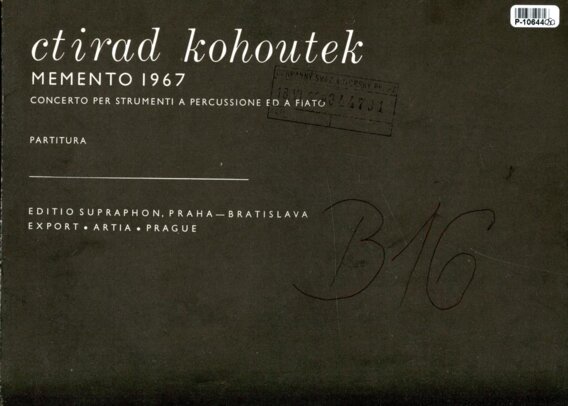 ctirad kohoutek
MEMENTO 1967
CONCERTO PER STRUMENTI A PERCUSSIONE ED A FIATO
PARTITURA
EDITIO SUPRAPHON, PRAHA—BRATISLAVA
EXPORT • ARTIA • PRAGUE
B16